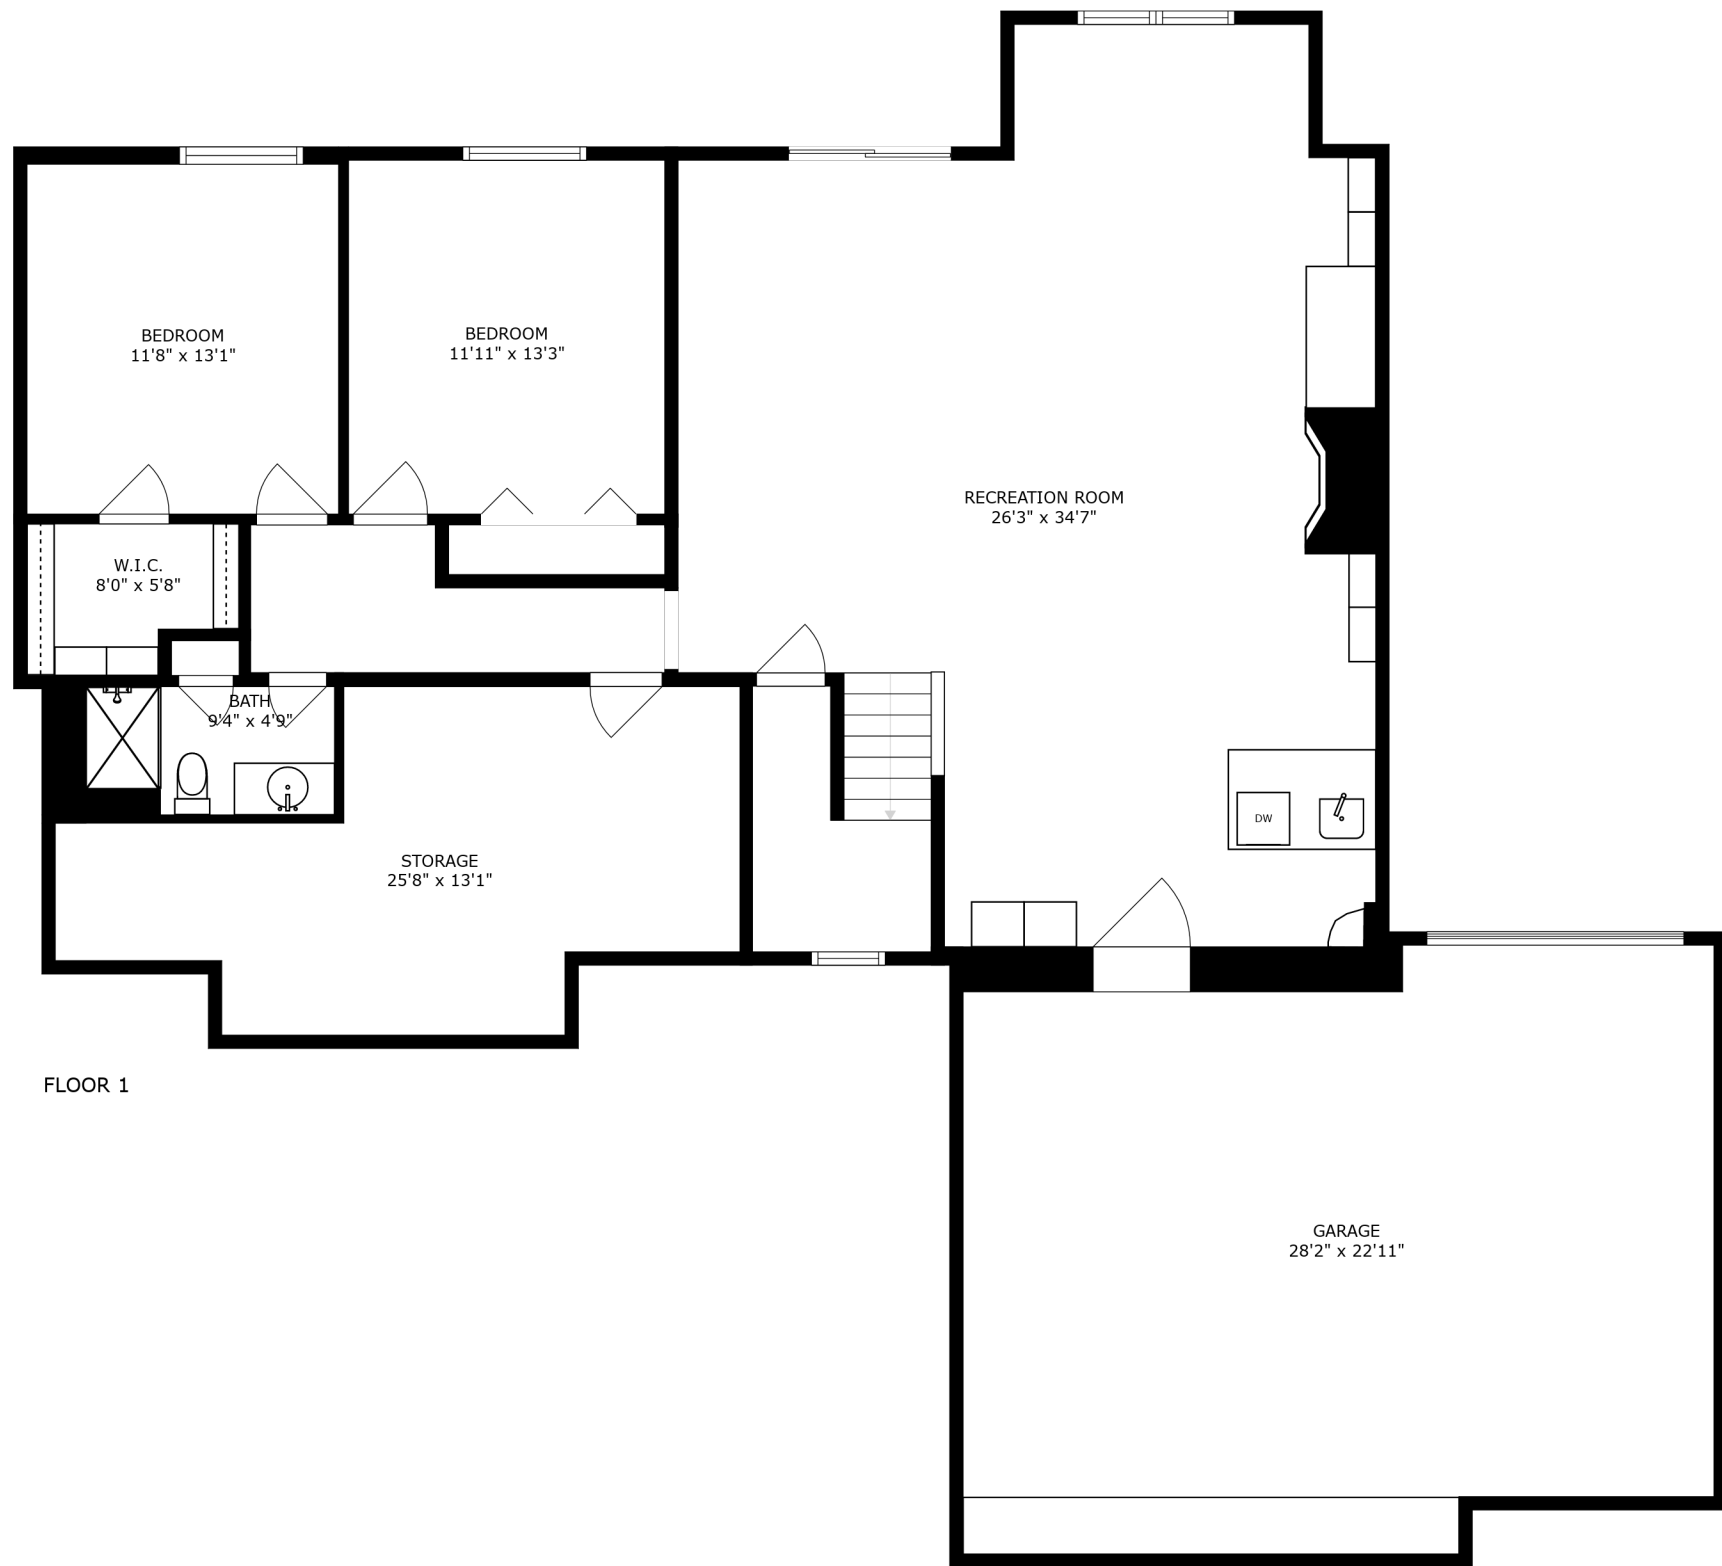 BEDROOM
11'8" x 13'1"
BEDROOM
11'11" x 13'3"
RECREATION ROOM
26'3" x 34'7"
W.I.C.
8'0" x 5'8"
BATH
9'4" x 4'9"
DW
STORAGE
25'8" x 13'1"
FLOOR 1
GARAGE
28'2" x 22'11"